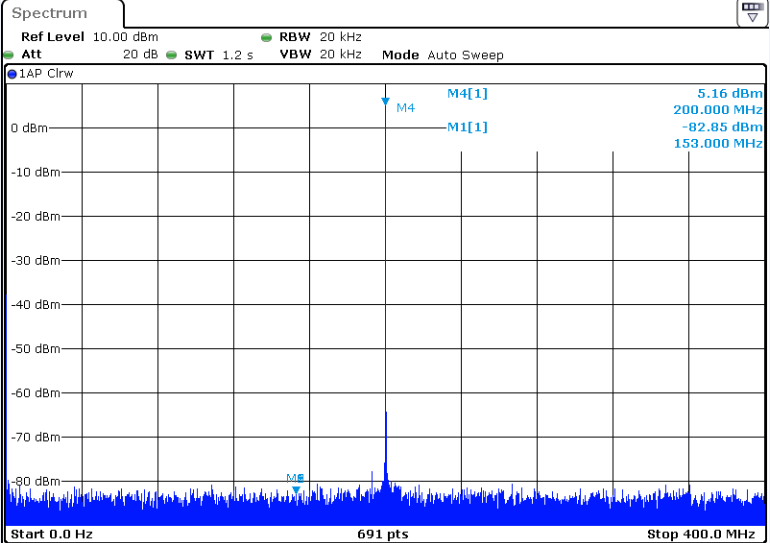 Spectrum
Ref Level 10.00 dBm RBW 20 kHz
Att 20 dB SWT 1.2 s VBW 20 kHz Mode Auto Sweep
1AP Clrw
M4[1] 5.16 dBm
200.000 MHz
M1[1] -82.85 dBm
153.000 MHz
M4
0 dBm
-10 dBm
-20 dBm
-30 dBm
-40 dBm
-50 dBm
-60 dBm
-70 dBm
-80 dBm
Start 0.0 Hz 691 pts Stop 400.0 MHz